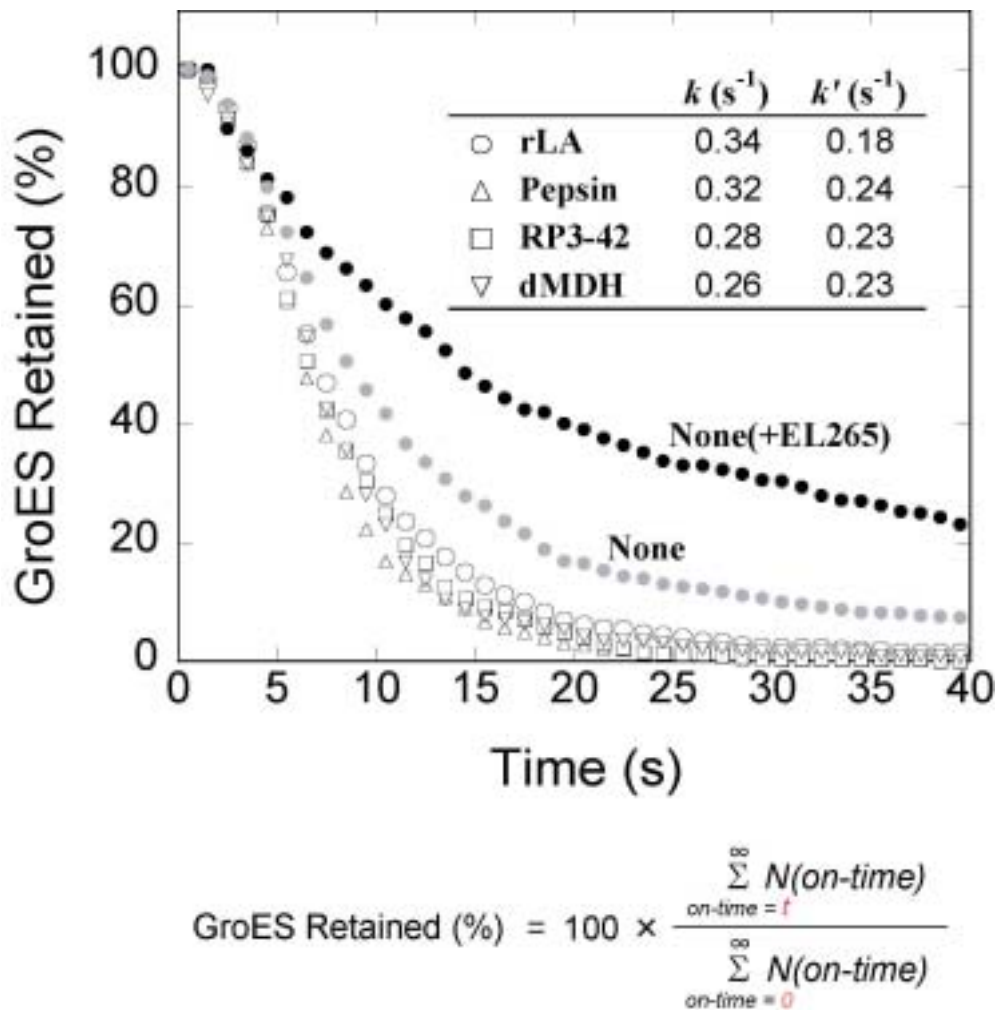 GroES Retained (%)
100
80
60
40
20
0
k (s⁻¹) k' (s⁻¹)
rLA 0.34 0.18
Pepsin 0.32 0.24
RP3-42 0.28 0.23
dMDH 0.26 0.23
None(+EL265)
None
0 5 10 15 20 25 30 35 40
Time (s)
∞
Σ N(on-time)
on-time = t
GroES Retained (%) = 100 ×
∞
Σ N(on-time)
on-time = 0